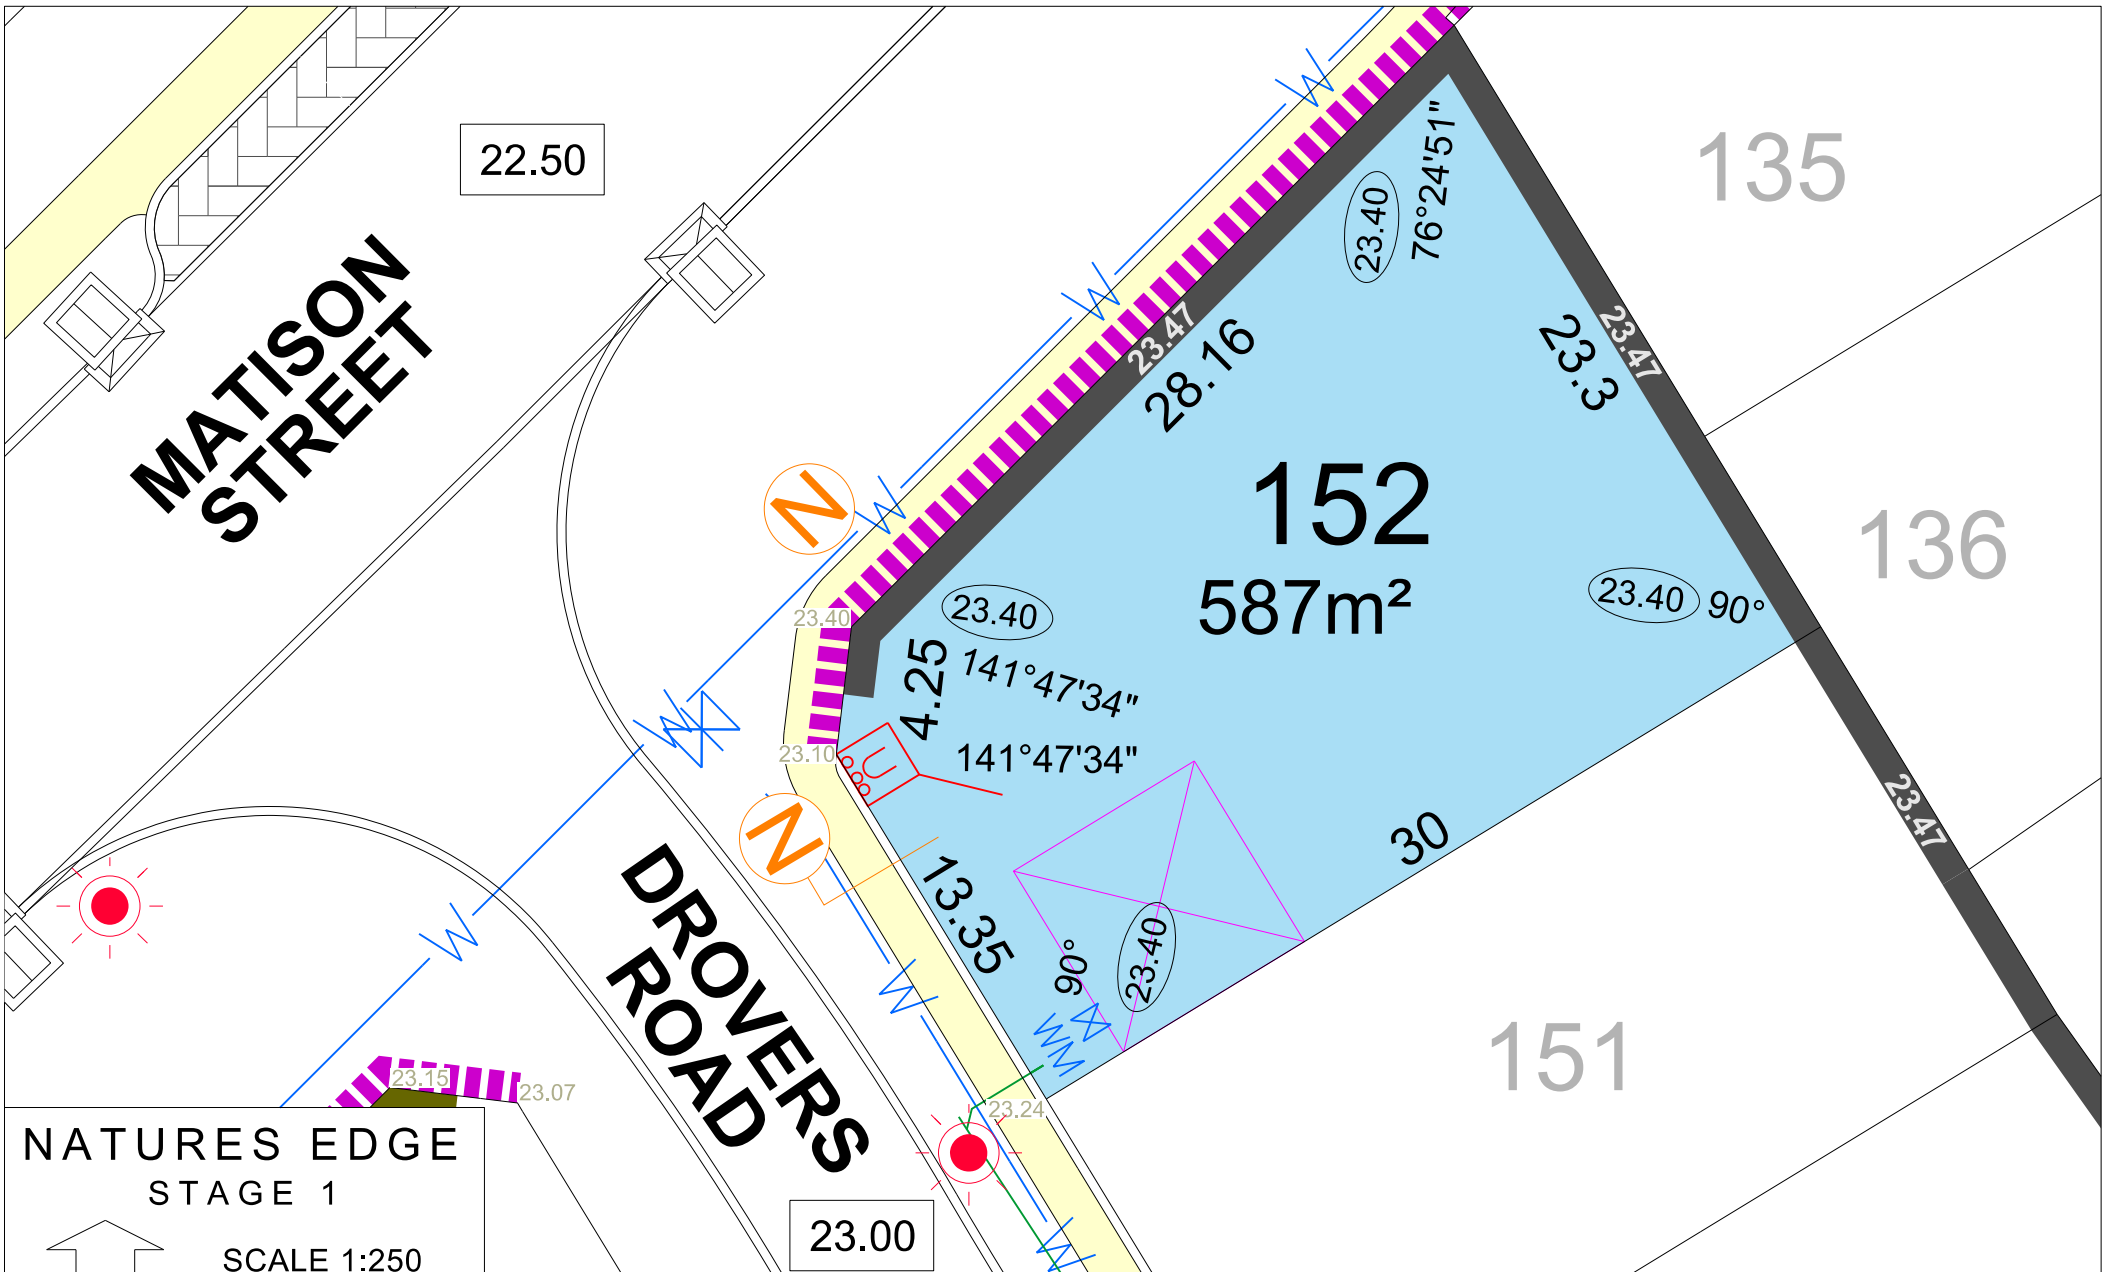 22.50
MATISON
STREET
135
136
151
23.40
76°24'51"
23.47
28.16
23.3
23.47
152
587m²
23.40
90°
23.40
141°47'34"
141°47'34"
4.25
23.40
23.10
N
N
U
W
W
W
W
W
W
W
W
W
13.35
30
90°
23.40
23.47
23.24
DROVERS
ROAD
23.15
23.07
23.00
NATURES EDGE
STAGE 1
SCALE 1:250